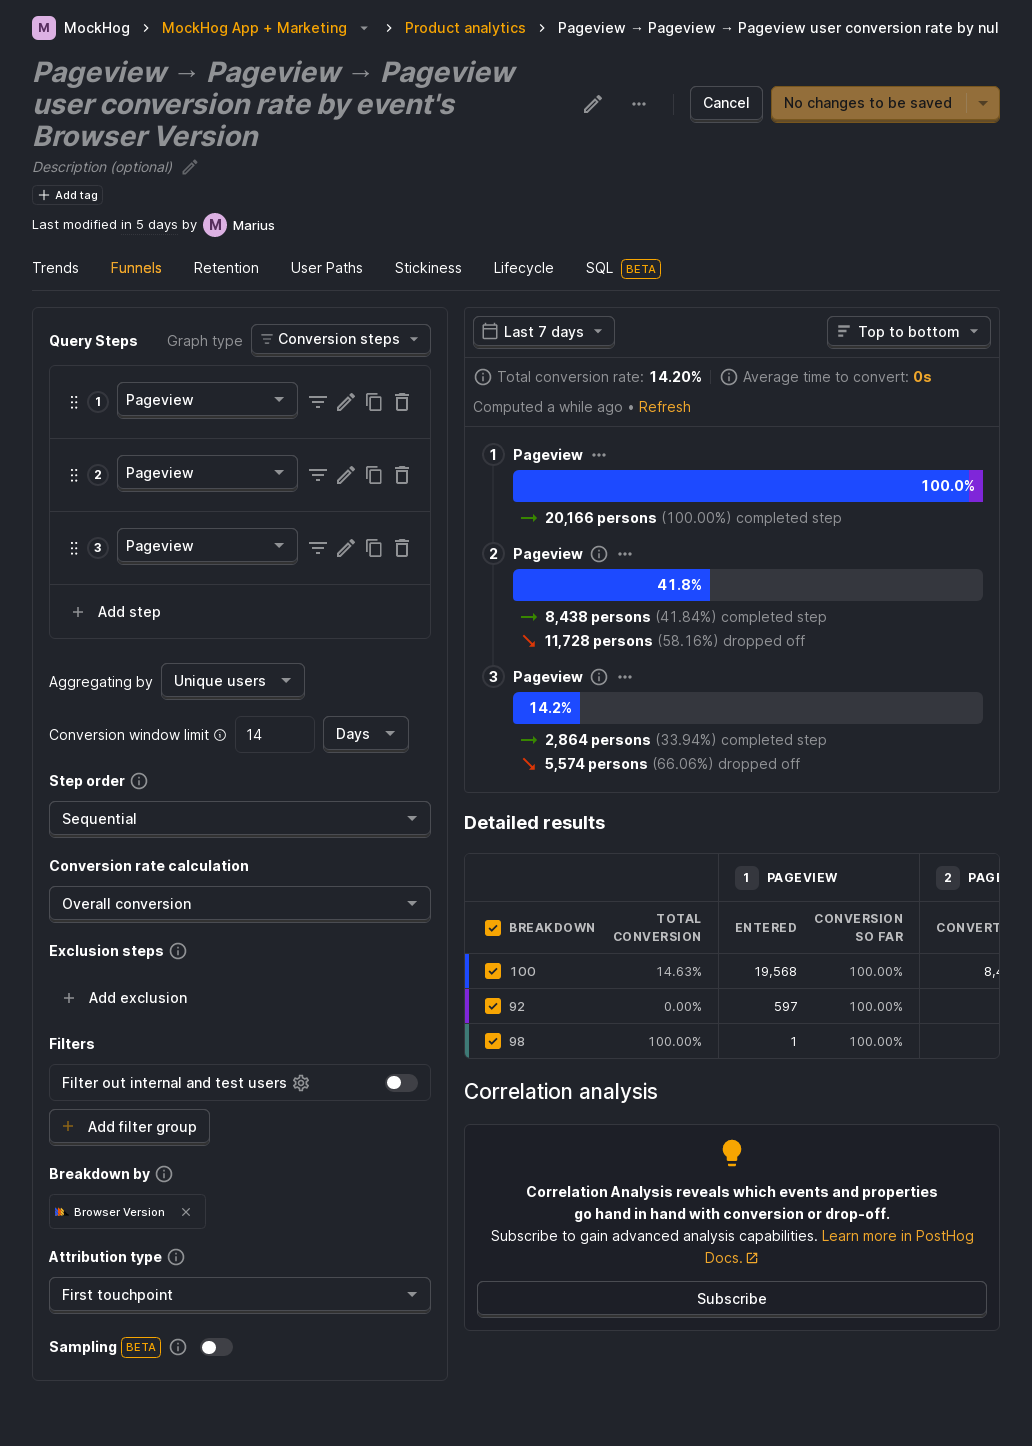 M MockHog > MockHog App + Marketing > Product analytics > Pageview → Pageview → Pageview user conversion rate by nul
Pageview → Pageview → Pageview
user conversion rate by event's
Browser Version
Cancel
No changes to be saved
Description (optional)
Add tag
Last modified in 5 days by M Marius
Trends Funnels Retention User Paths Stickiness Lifecycle SQL BETA
Query Steps Graph type Conversion steps
1 Pageview
2 Pageview
3 Pageview
Add step
Aggregating by Unique users
Conversion window limit 14 Days
Step order
Sequential
Conversion rate calculation
Overall conversion
Exclusion steps
Add exclusion
Filters
Filter out internal and test users
Add filter group
Breakdown by
Browser Version
Attribution type
First touchpoint
Sampling BETA
Last 7 days Top to bottom
Total conversion rate: 14.20% Average time to convert: 0s
Computed a while ago • Refresh
1 Pageview
100.0%
20,166 persons (100.00%) completed step
2 Pageview
41.8%
8,438 persons (41.84%) completed step
11,728 persons (58.16%) dropped off
3 Pageview
14.2%
2,864 persons (33.94%) completed step
5,574 persons (66.06%) dropped off
Detailed results
1 PAGEVIEW 2 PAGE
BREAKDOWN TOTAL CONVERSION ENTERED CONVERSION SO FAR CONVERT
100 14.63% 19,568 100.00% 8,4
92 0.00% 597 100.00%
98 100.00% 1 100.00%
Correlation analysis
Correlation Analysis reveals which events and properties
go hand in hand with conversion or drop-off.
Subscribe to gain advanced analysis capabilities. Learn more in PostHog
Docs.
Subscribe